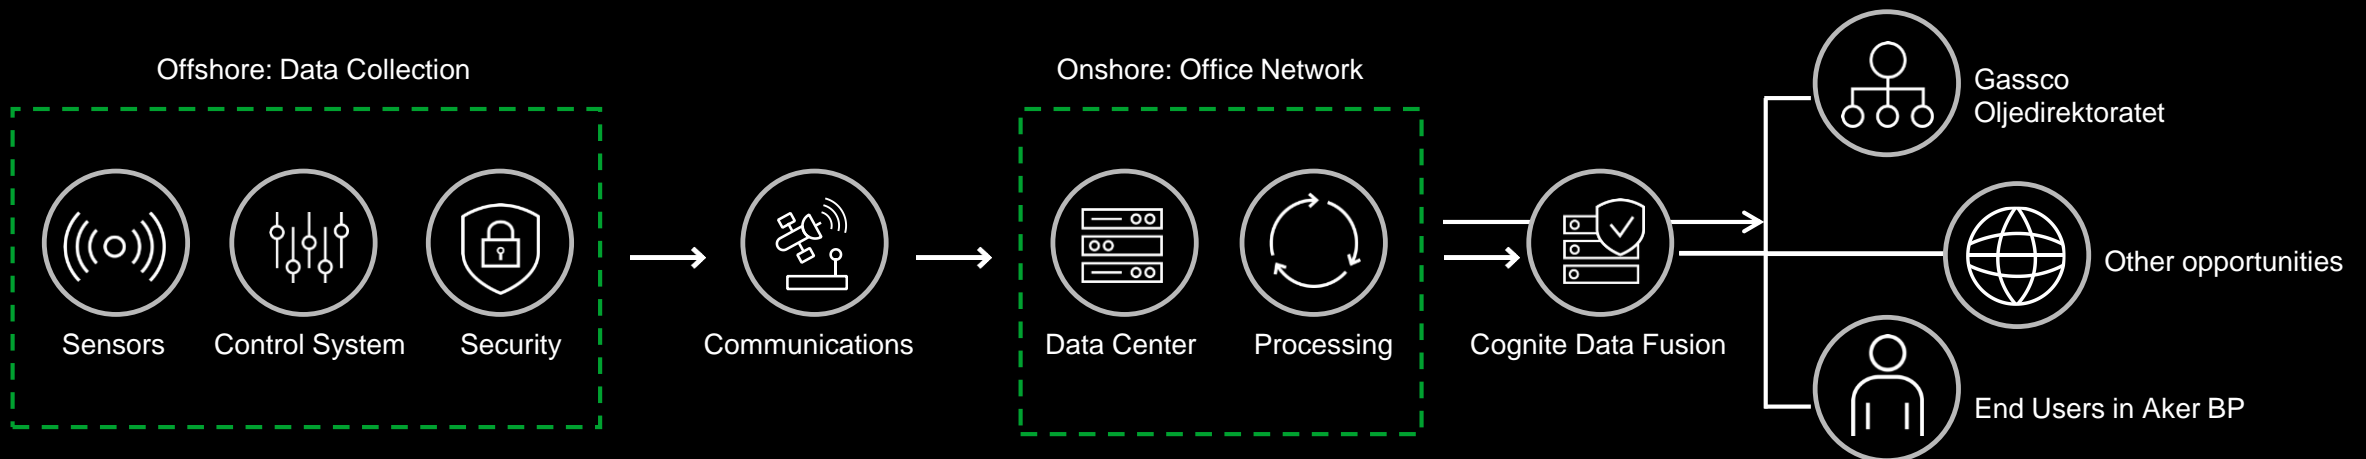 Offshore: Data Collection
Sensors
Control System
Security
Communications
Onshore: Office Network
Data Center
Processing
Cognite Data Fusion
Gassco
Oljedirektoratet
Other opportunities
End Users in Aker BP